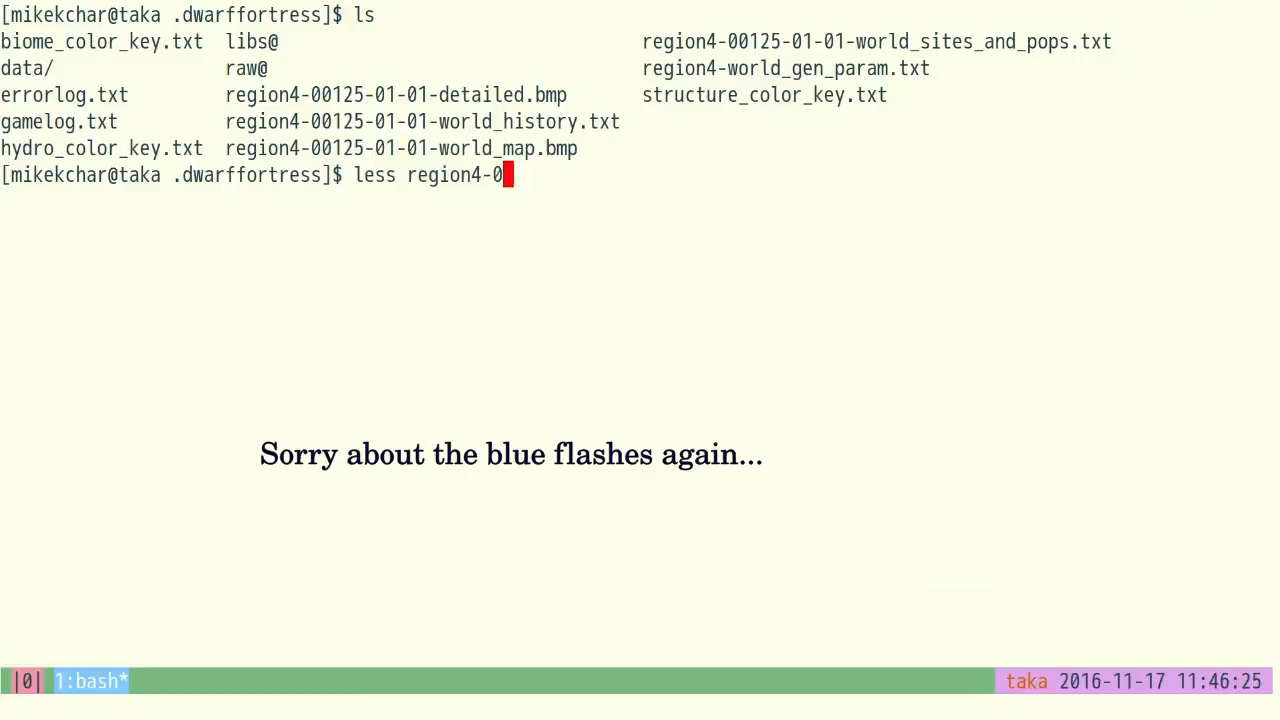 [mikekchar@taka .dwarffortress]$ ls
biome_color_key.txt libs@ region4-00125-01-01-world_sites_and_pops.txt
data/ raw@ region4-world_gen_param.txt
errorlog.txt region4-00125-01-01-detailed.bmp structure_color_key.txt
gamelog.txt region4-00125-01-01-world_history.txt
hydro_color_key.txt region4-00125-01-01-world_map.bmp
[mikekchar@taka .dwarffortress]$ less region4-0
Sorry about the blue flashes again...
|0| 1:bash* taka 2016-11-17 11:46:25